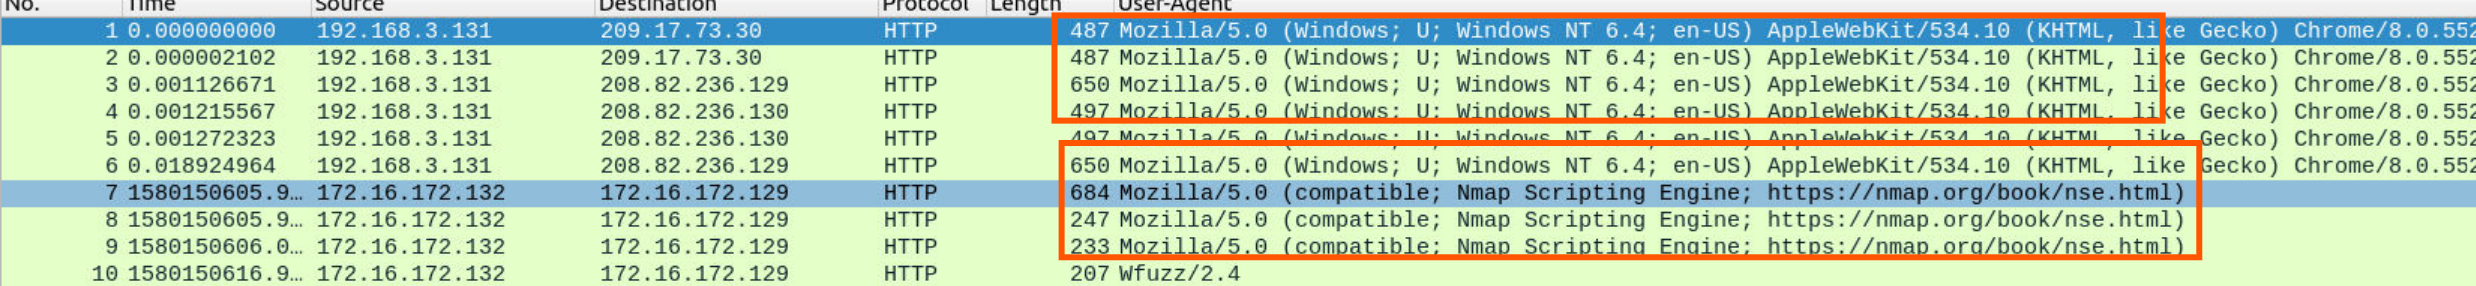 No. Time Source Destination Protocol Length User-Agent
1 0.000000000 192.168.3.131 209.17.73.30 HTTP 487 Mozilla/5.0 (Windows; U; Windows NT 6.4; en-US) AppleWebKit/534.10 (KHTML, like Gecko) Chrome/8.0.552
2 0.000002102 192.168.3.131 209.17.73.30 HTTP 487 Mozilla/5.0 (Windows; U; Windows NT 6.4; en-US) AppleWebKit/534.10 (KHTML, like Gecko) Chrome/8.0.552
3 0.001126671 192.168.3.131 208.82.236.129 HTTP 650 Mozilla/5.0 (Windows; U; Windows NT 6.4; en-US) AppleWebKit/534.10 (KHTML, like Gecko) Chrome/8.0.552
4 0.001215567 192.168.3.131 208.82.236.130 HTTP 497 Mozilla/5.0 (Windows; U; Windows NT 6.4; en-US) AppleWebKit/534.10 (KHTML, like Gecko) Chrome/8.0.552
5 0.001272323 192.168.3.131 208.82.236.130 HTTP 497 Mozilla/5.0 (Windows; U; Windows NT 6.4; en-US) AppleWebKit/534.10 (KHTML, like Gecko) Chrome/8.0.552
6 0.018924964 192.168.3.131 208.82.236.129 HTTP 650 Mozilla/5.0 (Windows; U; Windows NT 6.4; en-US) AppleWebKit/534.10 (KHTML, like Gecko) Chrome/8.0.552
7 1580150605.9… 172.16.172.132 172.16.172.129 HTTP 684 Mozilla/5.0 (compatible; Nmap Scripting Engine; https://nmap.org/book/nse.html)
8 1580150605.9… 172.16.172.132 172.16.172.129 HTTP 247 Mozilla/5.0 (compatible; Nmap Scripting Engine; https://nmap.org/book/nse.html)
9 1580150606.0… 172.16.172.132 172.16.172.129 HTTP 233 Mozilla/5.0 (compatible; Nmap Scripting Engine; https://nmap.org/book/nse.html)
10 1580150616.9… 172.16.172.132 172.16.172.129 HTTP 207 Wfuzz/2.4